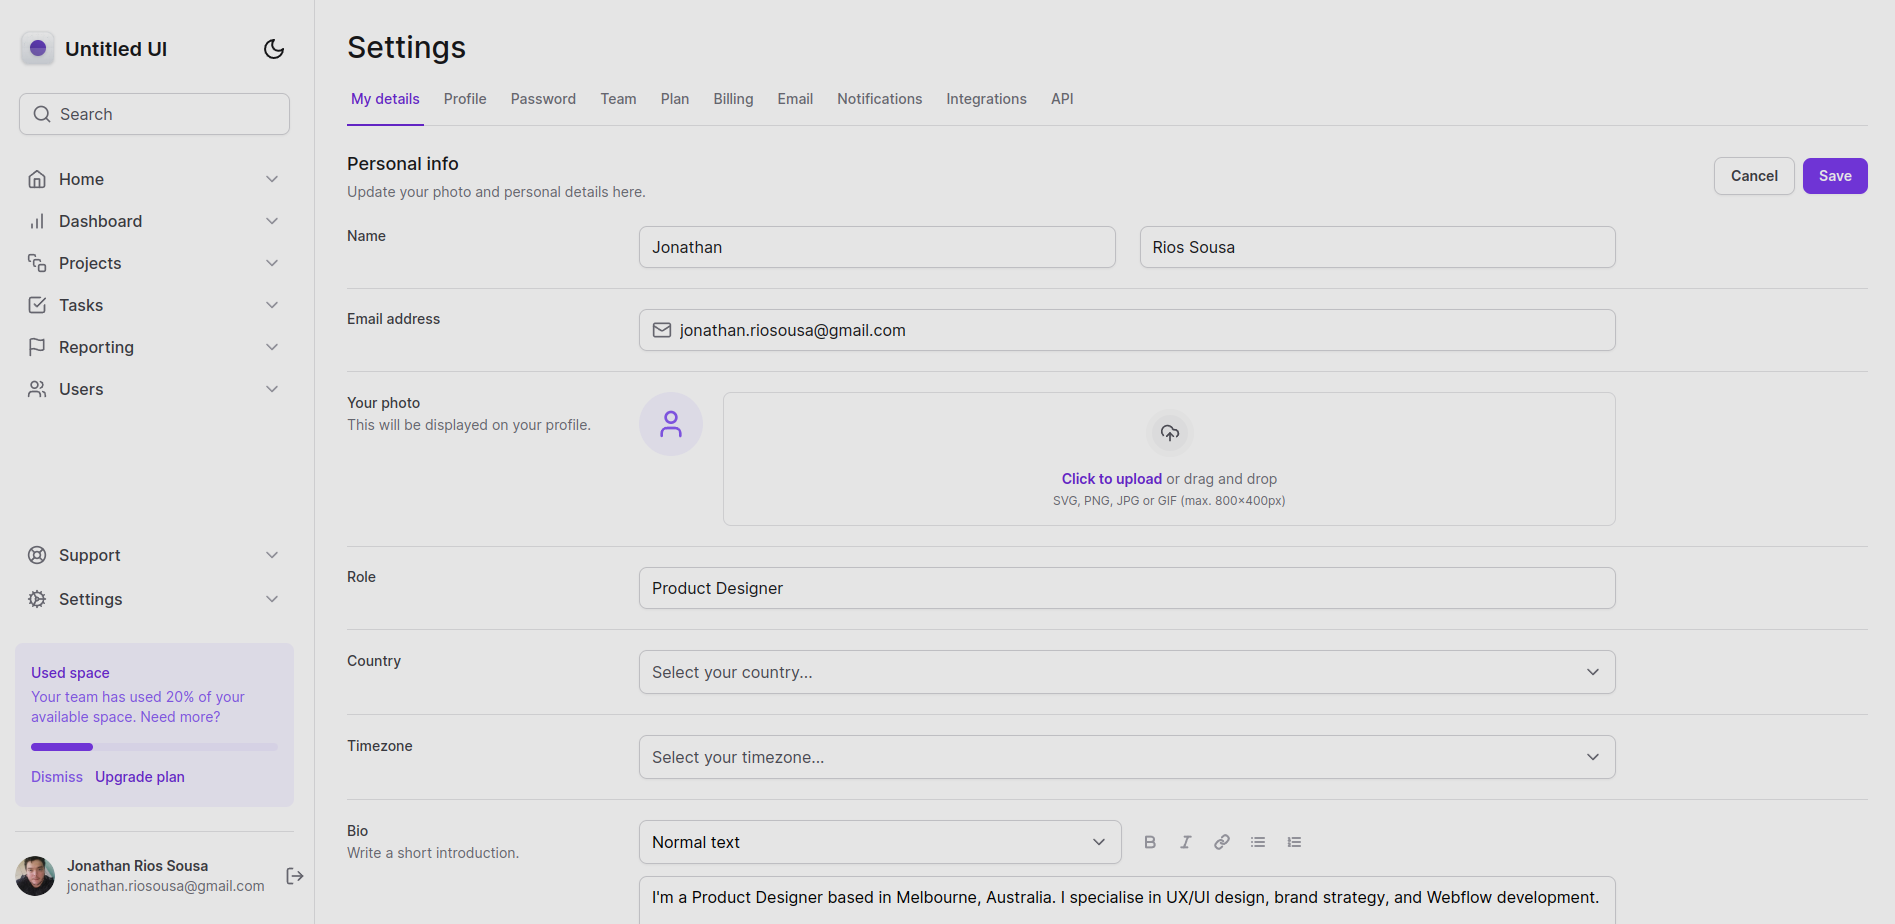 Untitled UI
Search
Home
Dashboard
Projects
Tasks
Reporting
Users
Support
Settings
Used space
Your team has used 20% of your
available space. Need more?
Dismiss Upgrade plan
Jonathan Rios Sousa
jonathan.riosousa@gmail.com
Settings
My details Profile Password Team Plan Billing Email Notifications Integrations API
Personal info
Update your photo and personal details here.
Cancel Save
Name
Jonathan
Rios Sousa
Email address
jonathan.riosousa@gmail.com
Your photo
This will be displayed on your profile.
Click to upload or drag and drop
SVG, PNG, JPG or GIF (max. 800×400px)
Role
Product Designer
Country
Select your country...
Timezone
Select your timezone...
Bio
Write a short introduction.
Normal text
I'm a Product Designer based in Melbourne, Australia. I specialise in UX/UI design, brand strategy, and Webflow development.